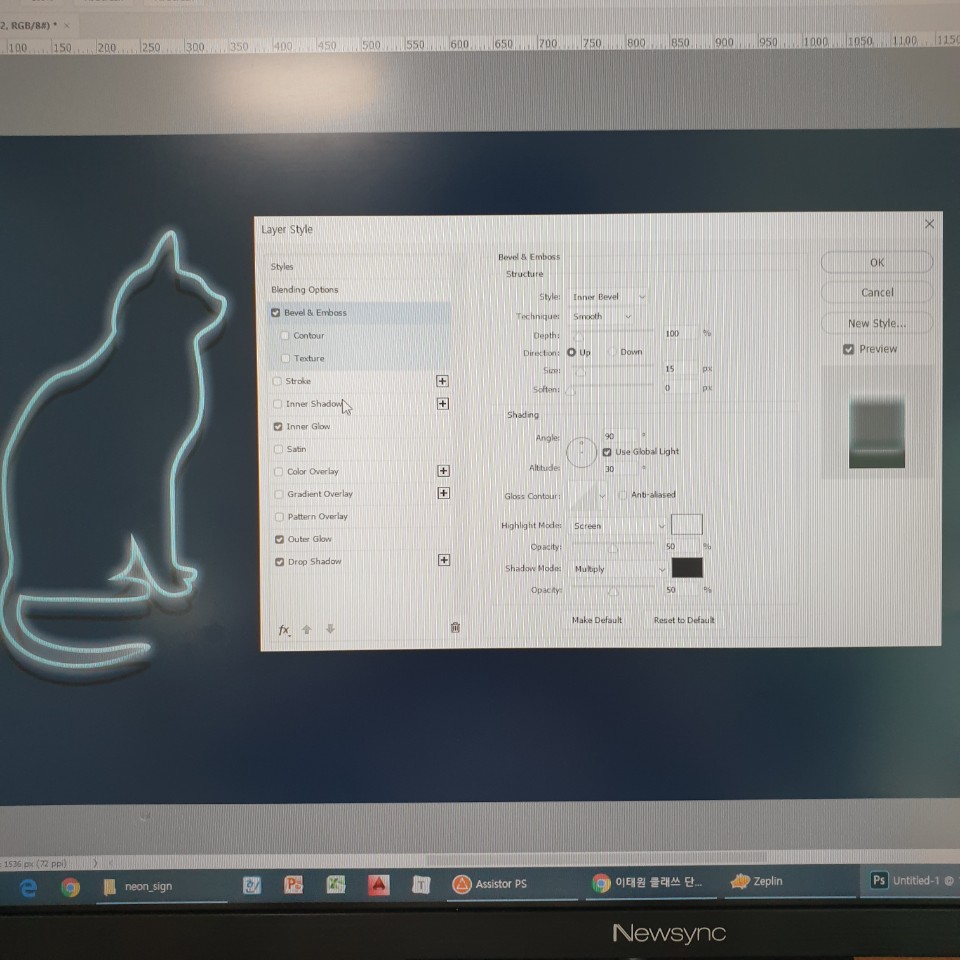 2, RGB/8#) * ×
100 150 200 250 300 350 400 450 500 550 600 650 700 750 800 850 900 950 1000 1050 1100 1150
Layer Style
Styles
Blending Options
Bevel & Emboss
Contour
Texture
Stroke
Inner Shadow
Inner Glow
Satin
Color Overlay
Gradient Overlay
Pattern Overlay
Outer Glow
Drop Shadow
fx
Bevel & Emboss
Structure
Style: Inner Bevel
Technique: Smooth
Depth: 100 %
Direction: Up Down
Size: 15 px
Soften: 0 px
Shading
Angle: 90 °
Use Global Light
Altitude: 30 °
Gloss Contour: Anti-aliased
Highlight Mode: Screen
Opacity: 50 %
Shadow Mode: Multiply
Opacity: 50 %
Make Default Reset to Default
OK
Cancel
New Style...
Preview
: 1536 px (72 ppi)
neon_sign
Assistor PS
이태원 클래쓰 단...
Zeplin
Ps Untitled-1 @
Newsync